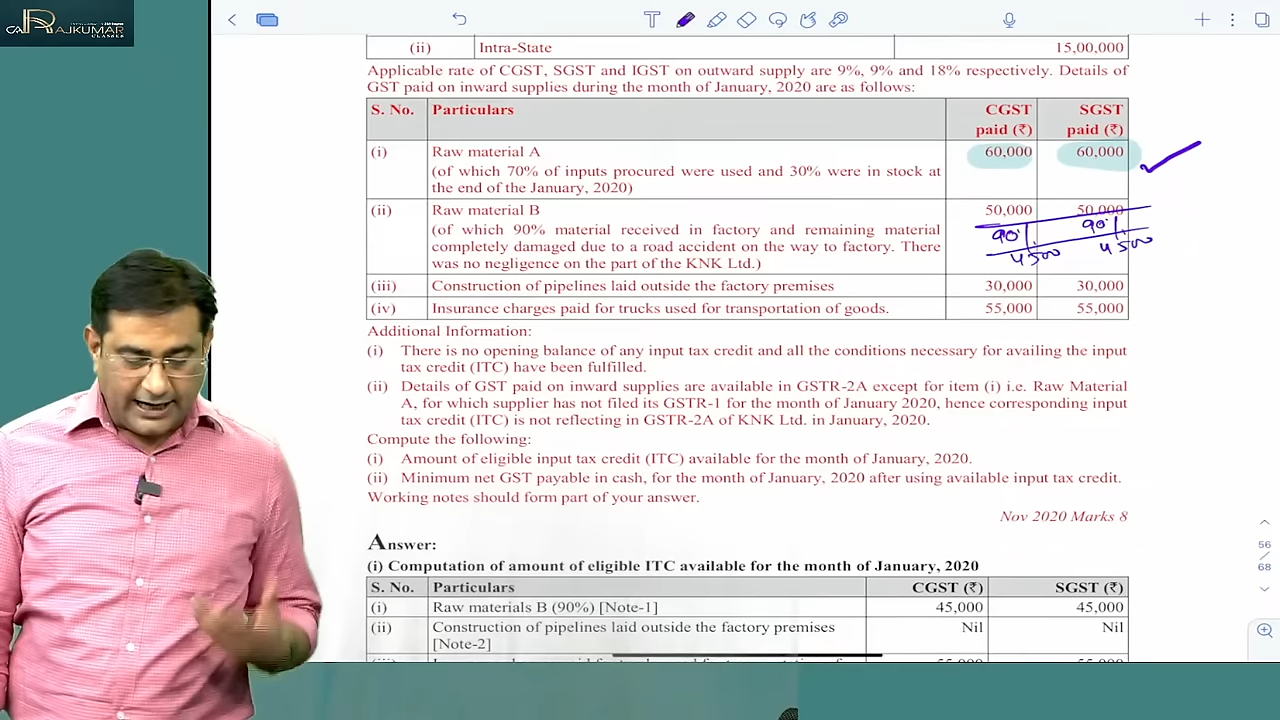 CA RAJKUMAR
CLASSES
T
(ii) Intra-State 15,00,000
Applicable rate of CGST, SGST and IGST on outward supply are 9%, 9% and 18% respectively. Details of
GST paid on inward supplies during the month of January, 2020 are as follows:
S. No. Particulars CGST paid (₹) SGST paid (₹)
(i) Raw material A 60,000 60,000
(of which 70% of inputs procured were used and 30% were in stock at
the end of the January, 2020)
(ii) Raw material B 50,000 50,000
(of which 90% material received in factory and remaining material
completely damaged due to a road accident on the way to factory. There
was no negligence on the part of the KNK Ltd.)
90% 90%
4500 4500
(iii) Construction of pipelines laid outside the factory premises 30,000 30,000
(iv) Insurance charges paid for trucks used for transportation of goods. 55,000 55,000
Additional Information:
(i) There is no opening balance of any input tax credit and all the conditions necessary for availing the input
tax credit (ITC) have been fulfilled.
(ii) Details of GST paid on inward supplies are available in GSTR-2A except for item (i) i.e. Raw Material
A, for which supplier has not filed its GSTR-1 for the month of January 2020, hence corresponding input
tax credit (ITC) is not reflecting in GSTR-2A of KNK Ltd. in January, 2020.
Compute the following:
(i) Amount of eligible input tax credit (ITC) available for the month of January, 2020.
(ii) Minimum net GST payable in cash, for the month of January, 2020 after using available input tax credit.
Working notes should form part of your answer.
Nov 2020 Marks 8
Answer:
(i) Computation of amount of eligible ITC available for the month of January, 2020
S. No. Particulars CGST (₹) SGST (₹)
(i) Raw materials B (90%) [Note-1] 45,000 45,000
(ii) Construction of pipelines laid outside the factory premises Nil Nil
[Note-2]
56
/
68